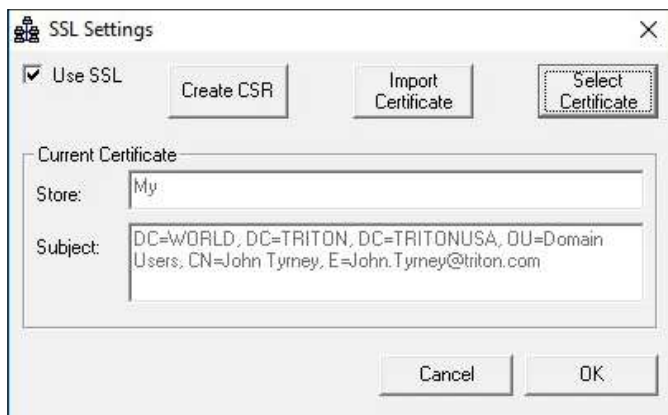 SSL Settings
Use SSL
Create CSR
Import
Certificate
Select
Certificate
Current Certificate
Store:
My
Subject:
DC=WORLD, DC=TRITON, DC=TRITONUSA, OU=Domain
Users, CN=John Tyrney, E=John.Tyrney@triton.com
Cancel
OK